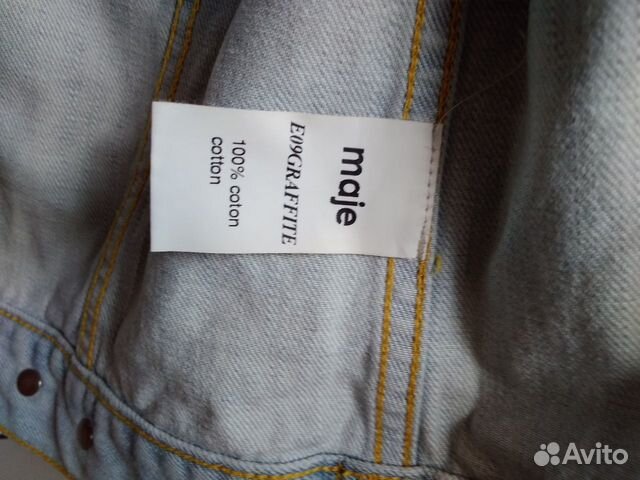 maje
E09GRAFFITE
100% coton
cotton
Avito